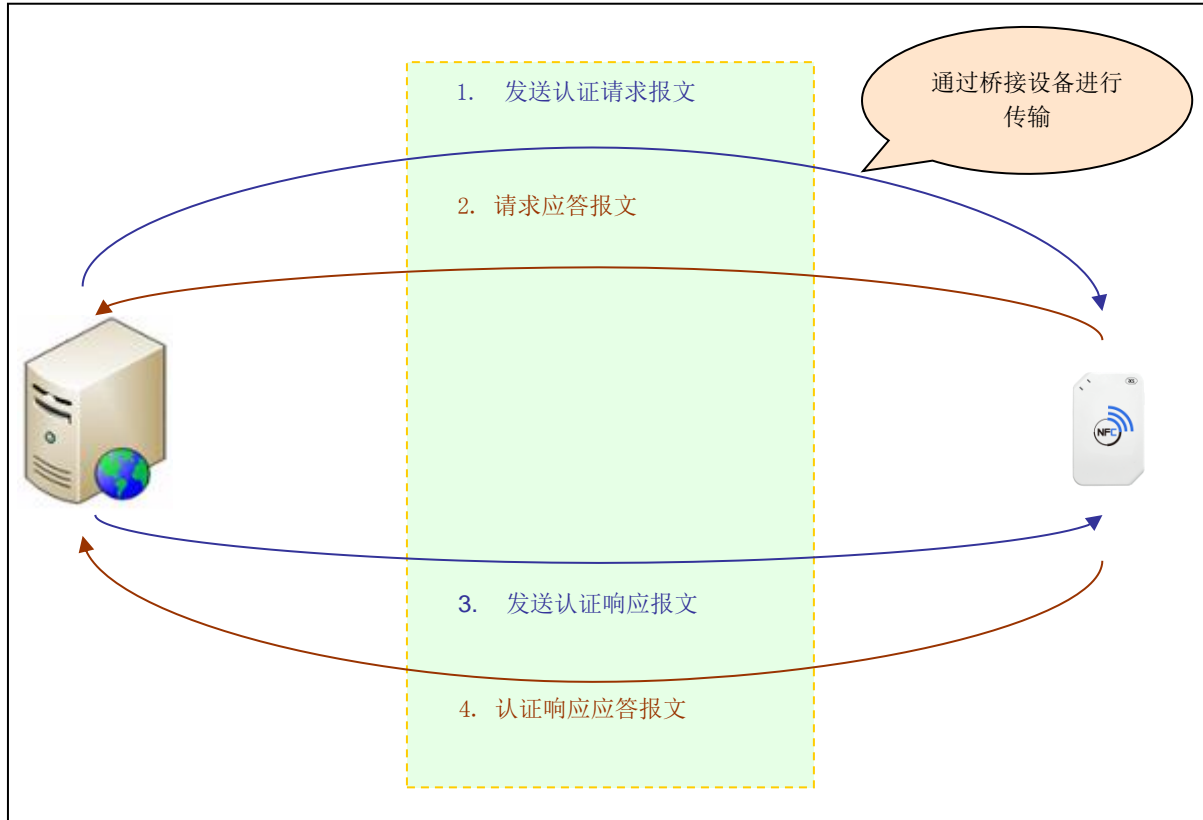 1. 发送认证请求报文
通过桥接设备进行
传输
2. 请求应答报文
NFC
3. 发送认证响应报文
4. 认证响应应答报文